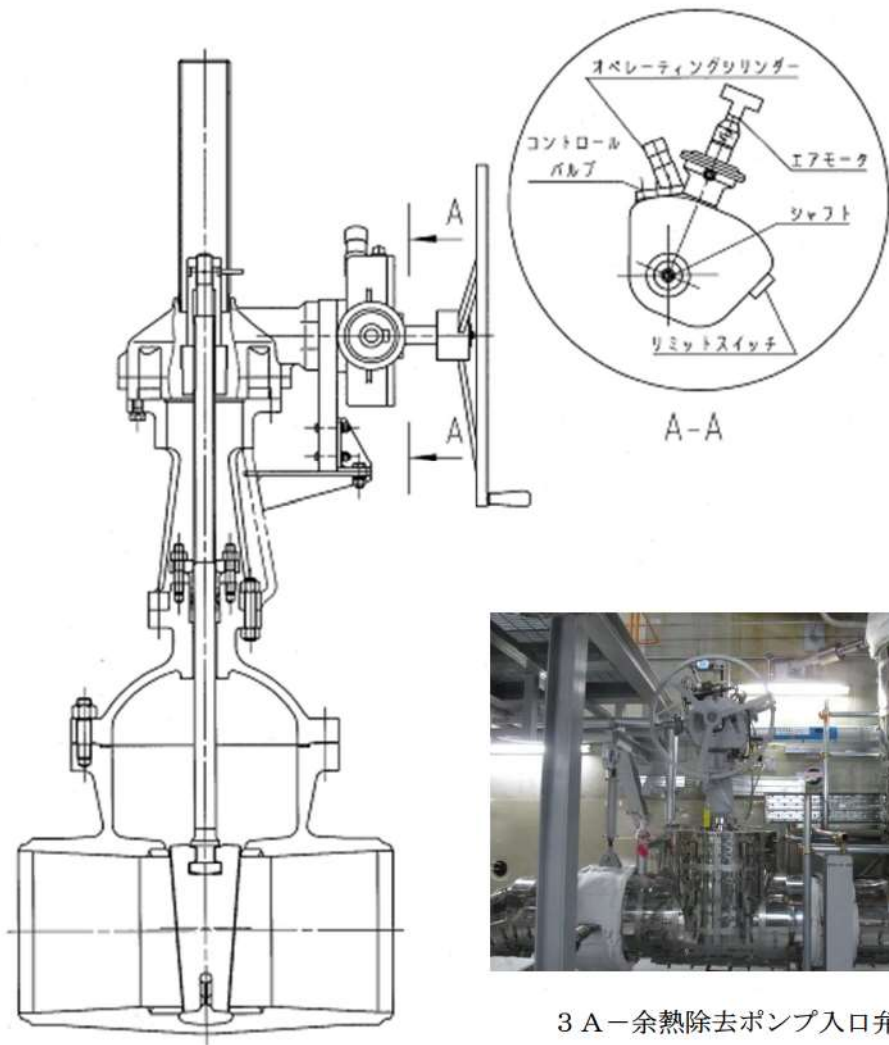 オペレーティングシリンダー
コントロール
バルブ
エアモータ
シャフト
リミットスイッチ
A
A
A-A
3A－余熱除去ポンプ入口弁